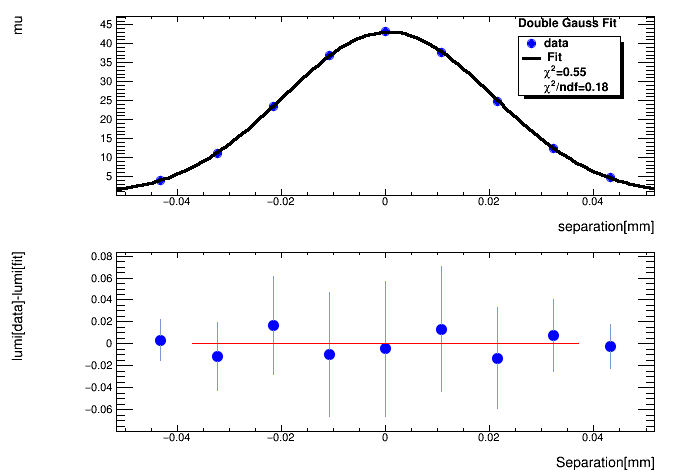 mu
Double Gauss Fit
data
Fit
χ²=0.55
χ²/ndf=0.18
45
40
35
30
25
20
15
10
5
−0.04 −0.02 0 0.02 0.04
separation[mm]
lumi[data]-lumi[fit]
0.08
0.06
0.04
0.02
0
−0.02
−0.04
−0.06
−0.04 −0.02 0 0.02 0.04
Separation[mm]